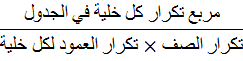 مربع تكرار كل خلية في الجدول
تكرار الصف × تكرار العمود لكل خلية